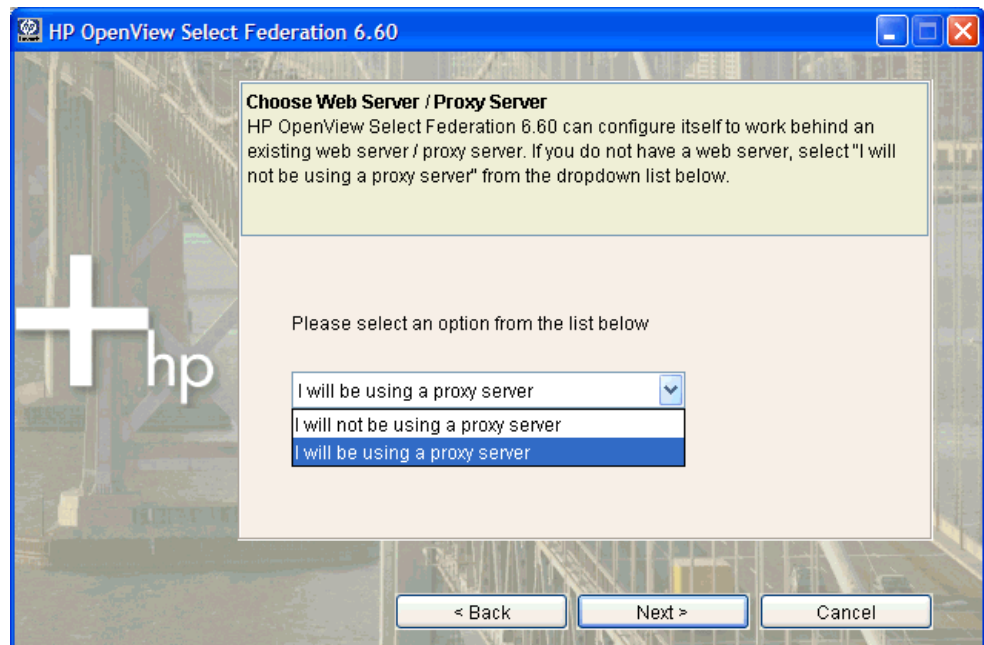 HP OpenView Select Federation 6.60
Choose Web Server / Proxy Server
HP OpenView Select Federation 6.60 can configure itself to work behind an
existing web server / proxy server. If you do not have a web server, select "I will
not be using a proxy server" from the dropdown list below.
Please select an option from the list below
hp
I will be using a proxy server
I will not be using a proxy server
I will be using a proxy server
< Back
Next >
Cancel